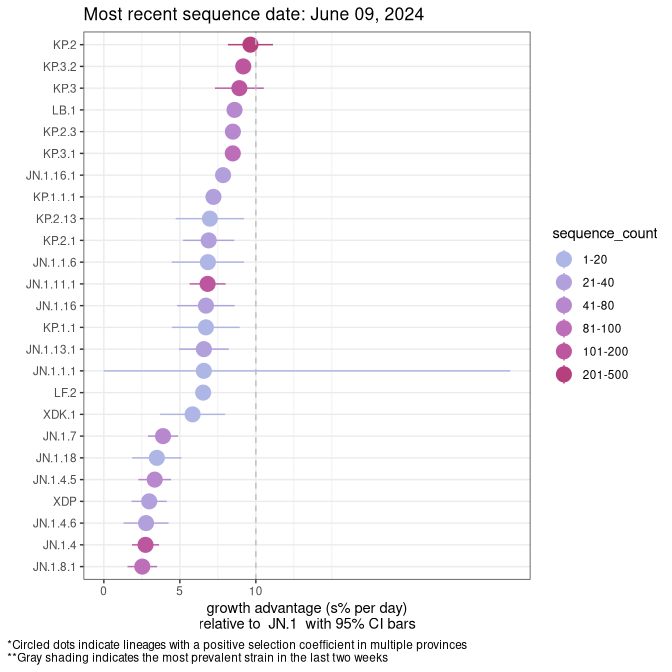 Most recent sequence date: June 09, 2024
KP.2
KP.3.2
KP.3
LB.1
KP.2.3
KP.3.1
JN.1.16.1
KP.1.1.1
KP.2.13
KP.2.1
JN.1.1.6
JN.1.11.1
JN.1.16
KP.1.1
JN.1.13.1
JN.1.1.1
LF.2
XDK.1
JN.1.7
JN.1.18
JN.1.4.5
XDP
JN.1.4.6
JN.1.4
JN.1.8.1
0 5 10
growth advantage (s% per day)
relative to JN.1 with 95% CI bars
sequence_count
1-20
21-40
41-80
81-100
101-200
201-500
*Circled dots indicate lineages with a positive selection coefficient in multiple provinces
**Gray shading indicates the most prevalent strain in the last two weeks